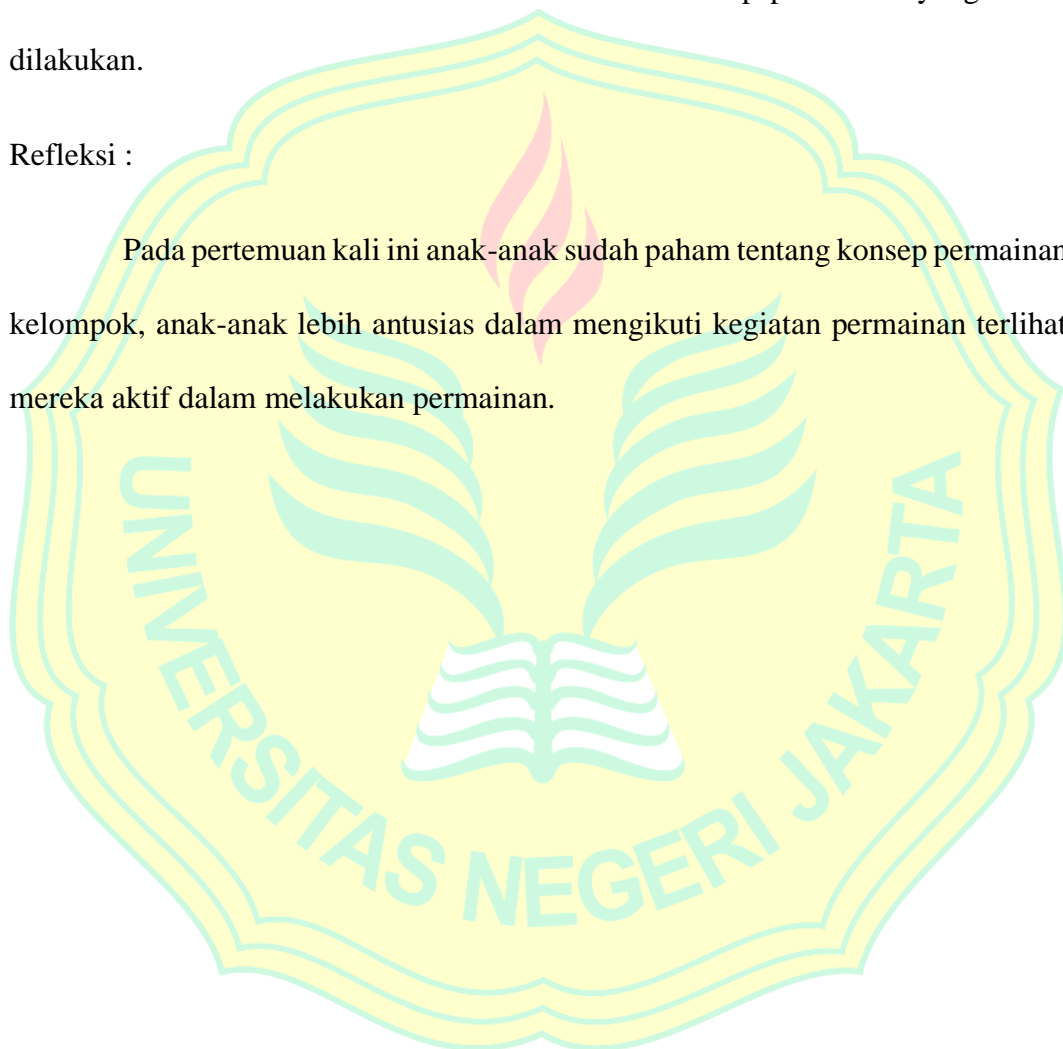 dilakukan.
Refleksi :
Pada pertemuan kali ini anak-anak sudah paham tentang konsep permainan
kelompok, anak-anak lebih antusias dalam mengikuti kegiatan permainan terlihat
mereka aktif dalam melakukan permainan.
UNIVERSITAS NEGERI JAKARTA